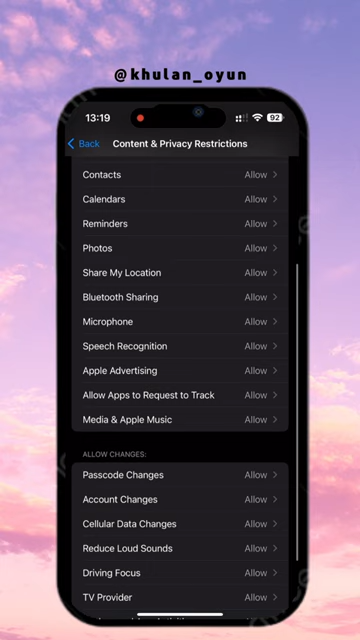 @khulan_oyun
13:19
92
Back
Content & Privacy Restrictions
Contacts Allow
Calendars Allow
Reminders Allow
Photos Allow
Share My Location Allow
Bluetooth Sharing Allow
Microphone Allow
Speech Recognition Allow
Apple Advertising Allow
Allow Apps to Request to Track Allow
Media & Apple Music Allow
ALLOW CHANGES:
Passcode Changes Allow
Account Changes Allow
Cellular Data Changes Allow
Reduce Loud Sounds Allow
Driving Focus Allow
TV Provider Allow